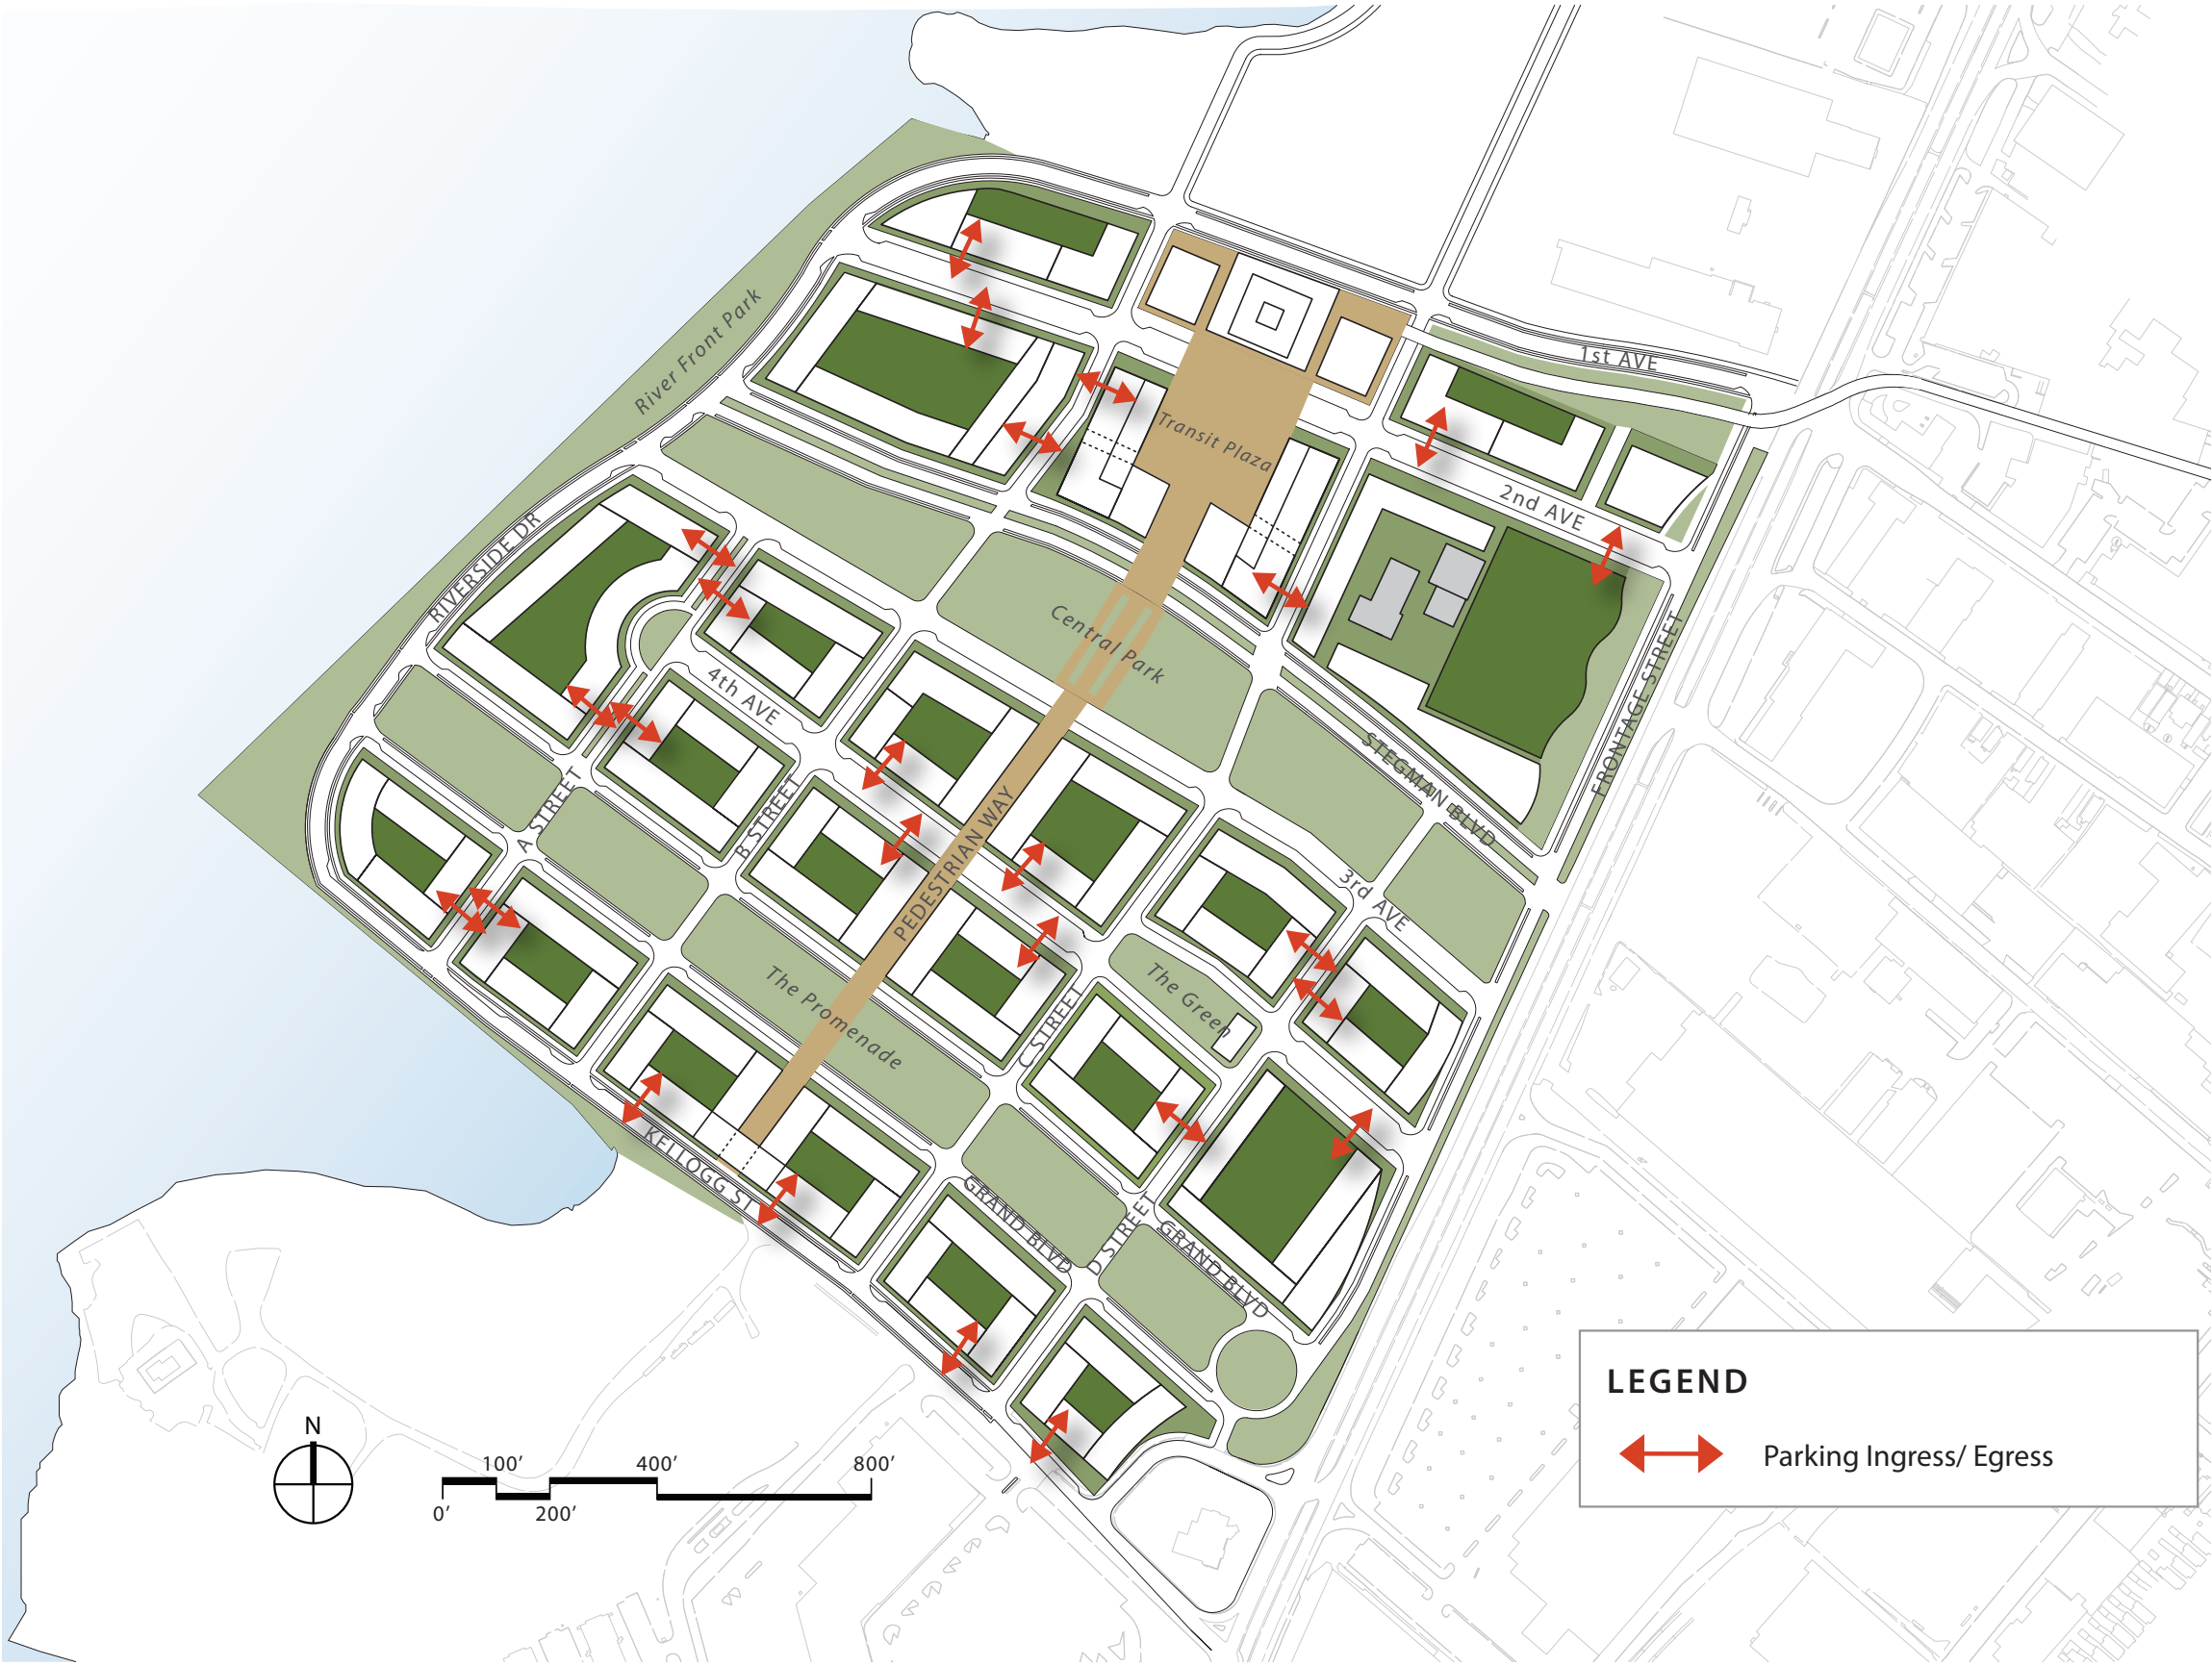 River Front Park
1st AVE
Transit Plaza
2nd AVE
RIVERSIDE DR
Central Park
FRONTAGE STREET
4th AVE
STEGMAN BLVD
A STREET
B STREET
PEDESTRIAN WAY
3rd AVE
The Promenade
The Green
C STREET
KELLOGG ST
GRAND BLVD
D STREET
GRAND BLVD
LEGEND
Parking Ingress/ Egress
N
100’ 400’ 800’
0’ 200’